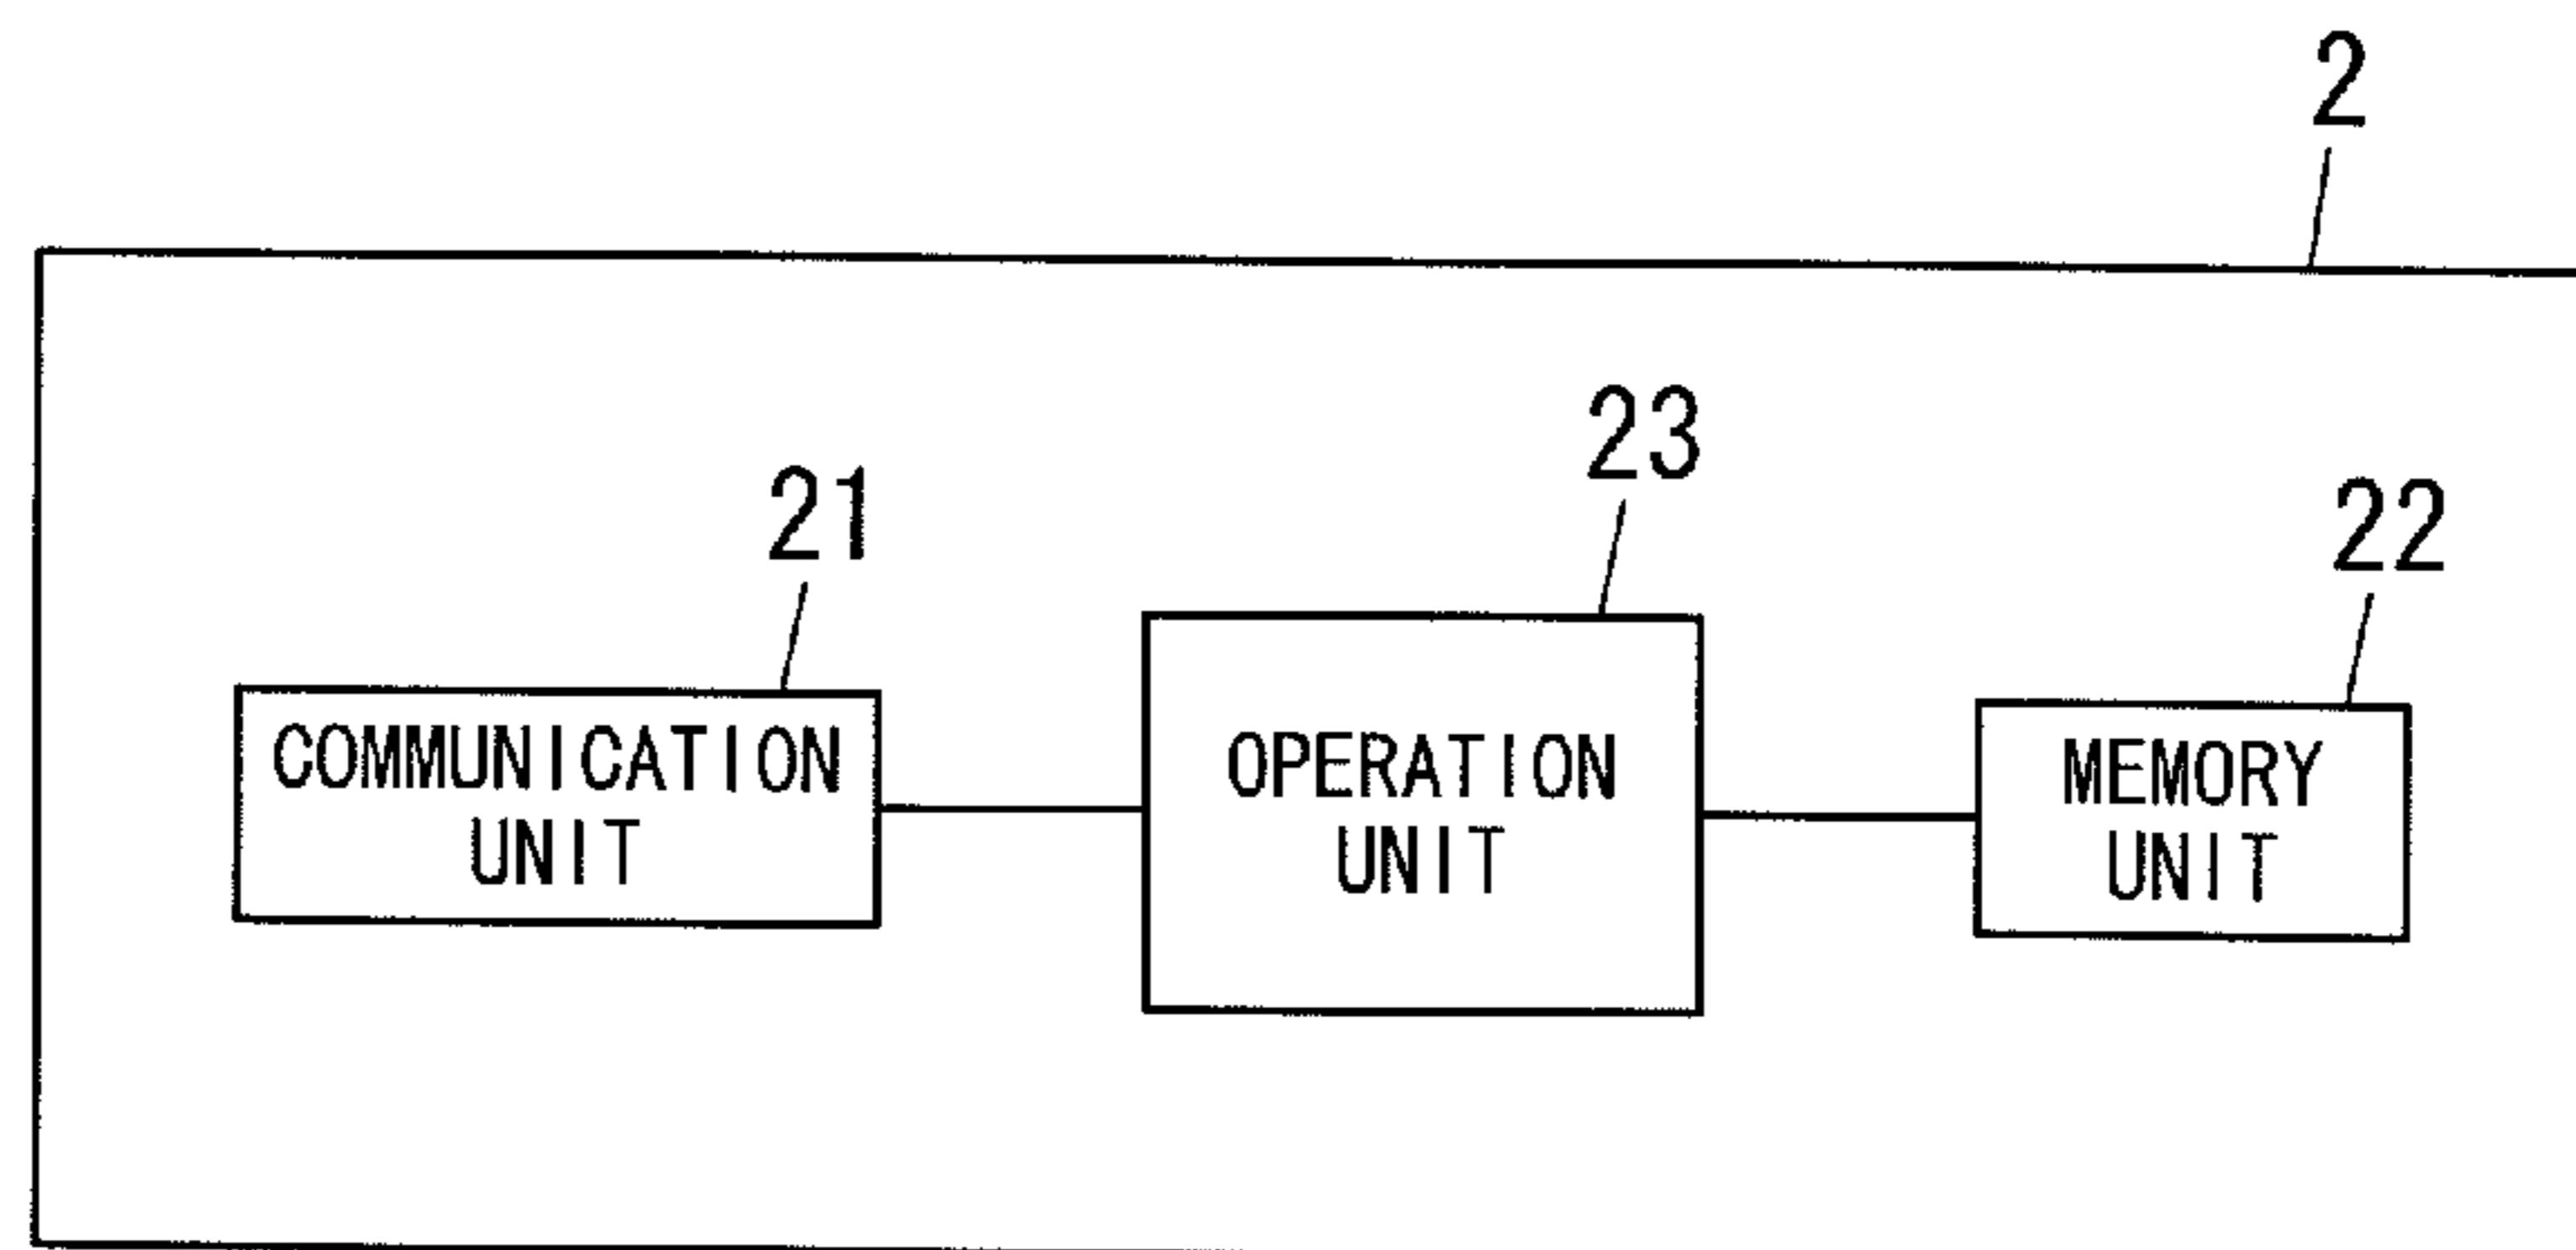 2
23
21
22
COMMUNICATION
UNIT
OPERATION
UNIT
MEMORY
UNIT